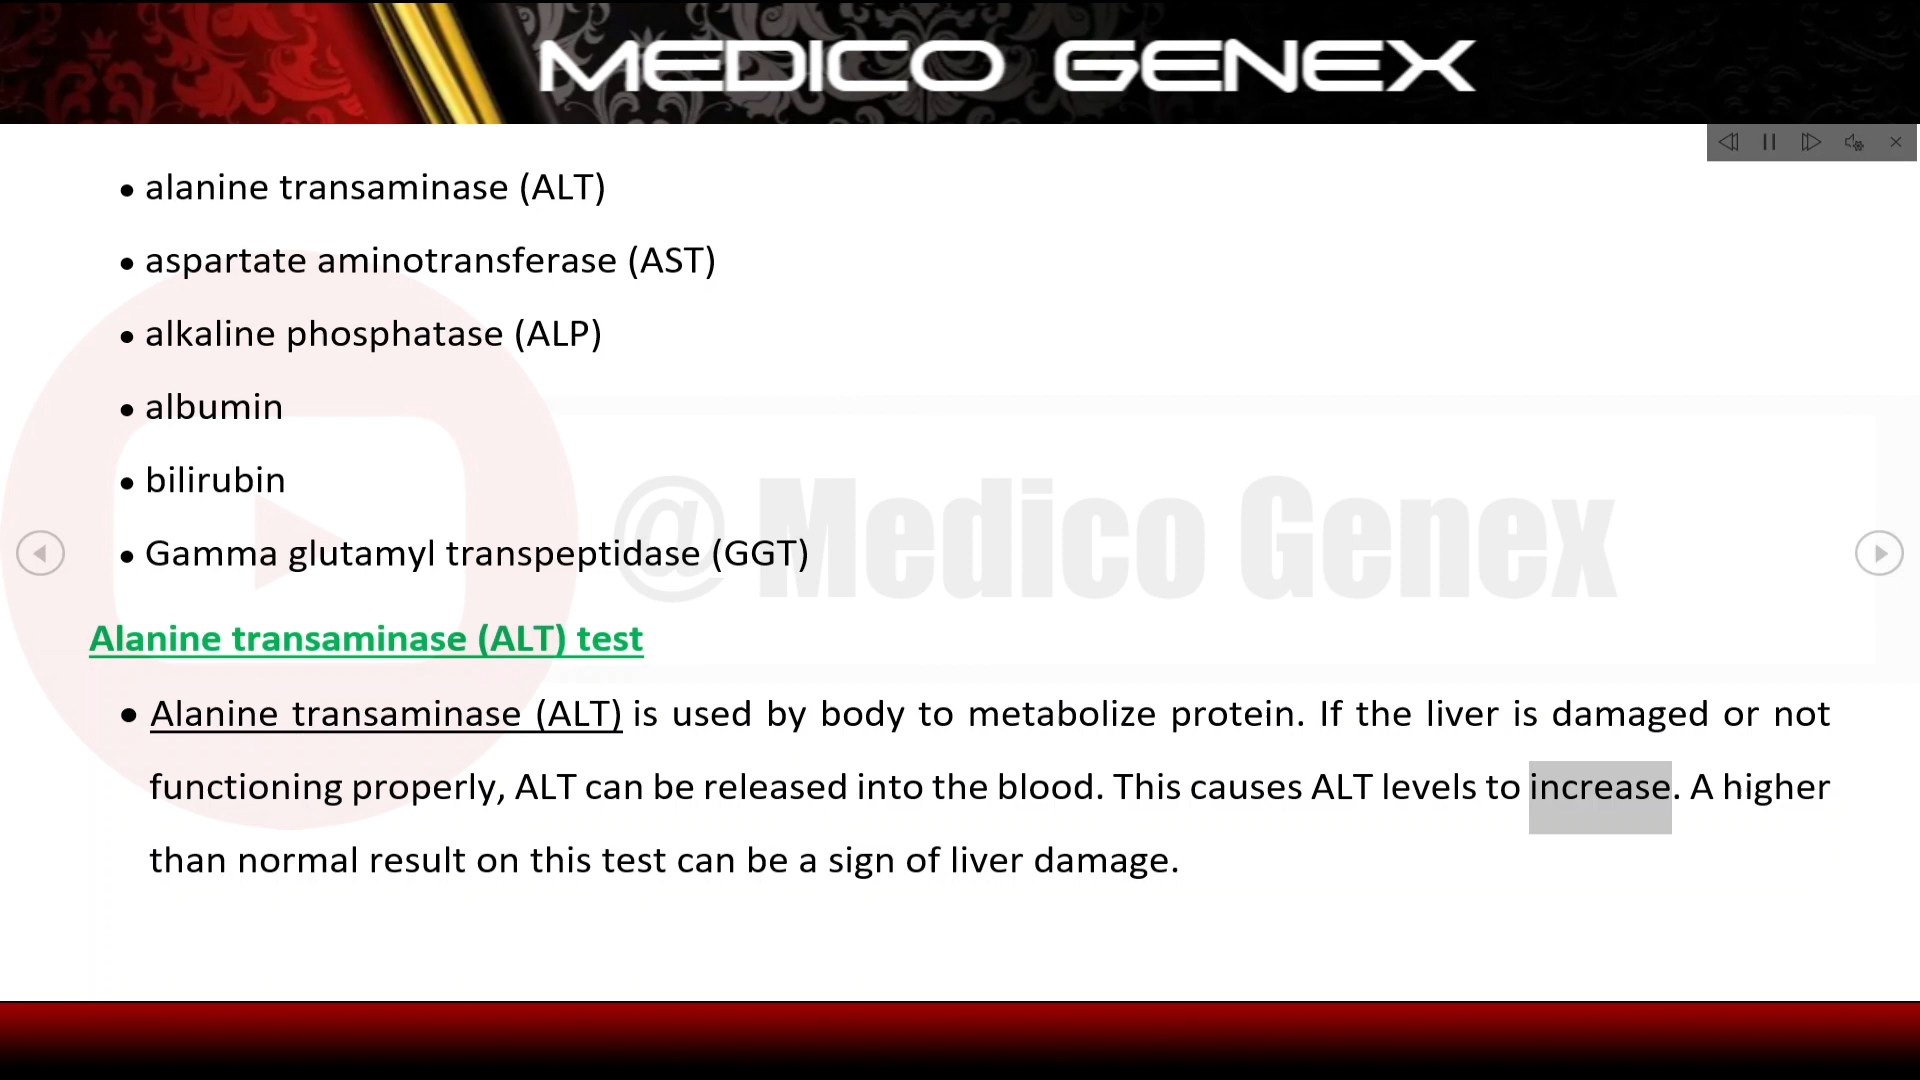 MEDICO GENEX
• alanine transaminase (ALT)
• aspartate aminotransferase (AST)
• alkaline phosphatase (ALP)
• albumin
• bilirubin
• Gamma glutamyl transpeptidase (GGT)
@Medico Genex
Alanine transaminase (ALT) test
• Alanine transaminase (ALT) is used by body to metabolize protein. If the liver is damaged or not
functioning properly, ALT can be released into the blood. This causes ALT levels to increase. A higher
than normal result on this test can be a sign of liver damage.